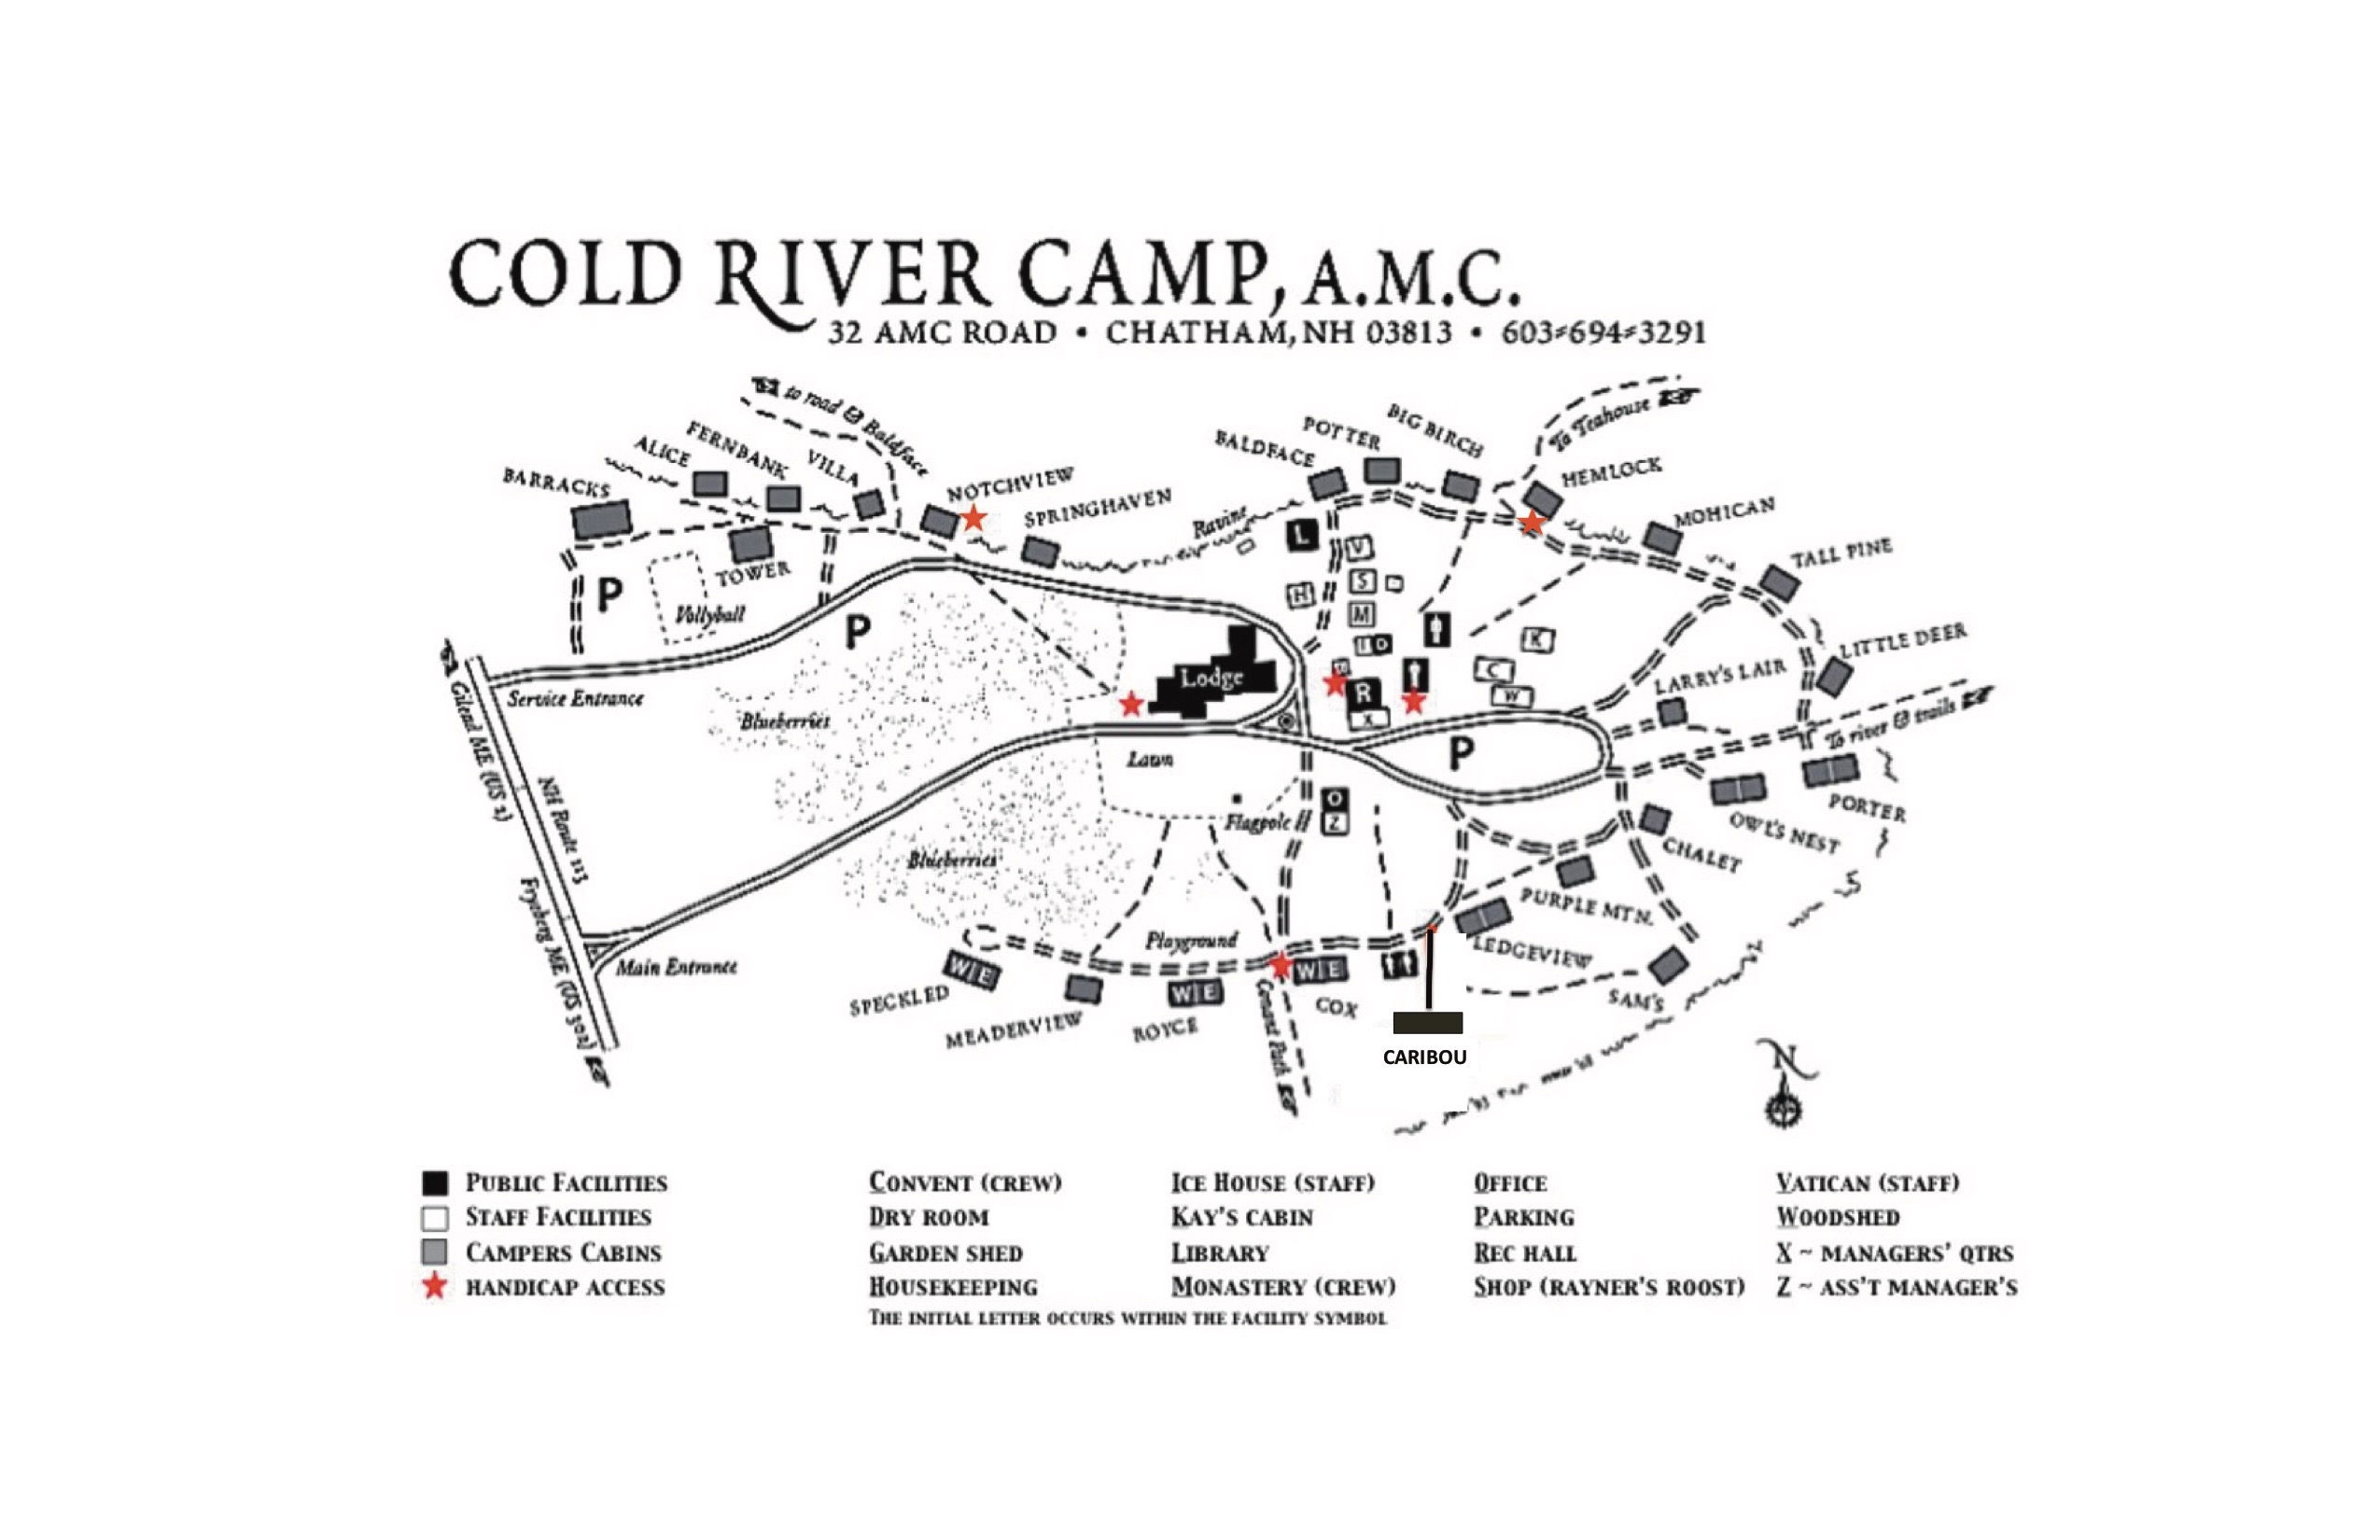 COLD RIVER CAMP, A.M.C.
32 AMC ROAD • CHATHAM, NH 03813 • 603-694-3291
to road & Baldface
To Teahouse
BIG BIRCH
POTTER
BALDFACE
FERNBANK
ALICE
VILLA
BARRACKS
NOTCHVIEW
SPRINGHAVEN
HEMLOCK
MOHICAN
TALL PINE
Ravine
L
V
S
H
M
I D
TOWER
P
Vollyball
P
K
C
W
LITTLE DEER
LARRY'S LAIR
Lodge
R
X
Service Entrance
Blueberries
Gilead ME (US 2)
NH Route 113
Fryeberg ME (US 302)
Lawn
P
To river & trails
O
Z
Flagpole
PORTER
OWL'S NEST
CHALET
Blueberries
PURPLE MTN.
Playground
LEDGEVIEW
Main Entrance
W E
W E
W E
SPECKLED
MEADERVIEW
ROYCE
COX
SAM'S
Conant Path
CARIBOU
N
PUBLIC FACILITIES
STAFF FACILITIES
CAMPERS CABINS
HANDICAP ACCESS
CONVENT (CREW)
DRY ROOM
GARDEN SHED
HOUSEKEEPING
ICE HOUSE (STAFF)
KAY'S CABIN
LIBRARY
MONASTERY (CREW)
OFFICE
PARKING
REC HALL
SHOP (RAYNER'S ROOST)
VATICAN (STAFF)
WOODSHED
X ~ MANAGERS' QTRS
Z ~ ASS'T MANAGER'S
THE INITIAL LETTER OCCURS WITHIN THE FACILITY SYMBOL